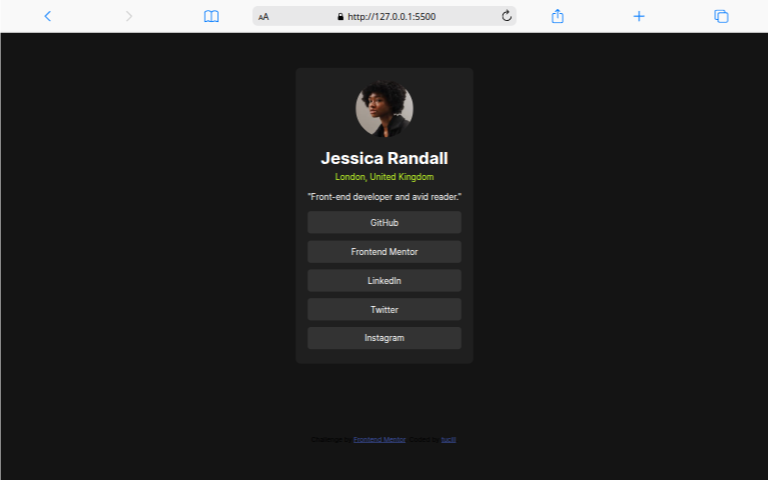 AA
http://127.0.0.1:5500
Jessica Randall
London, United Kingdom
"Front-end developer and avid reader."
GitHub
Frontend Mentor
LinkedIn
Twitter
Instagram
Challenge by Frontend Mentor. Coded by